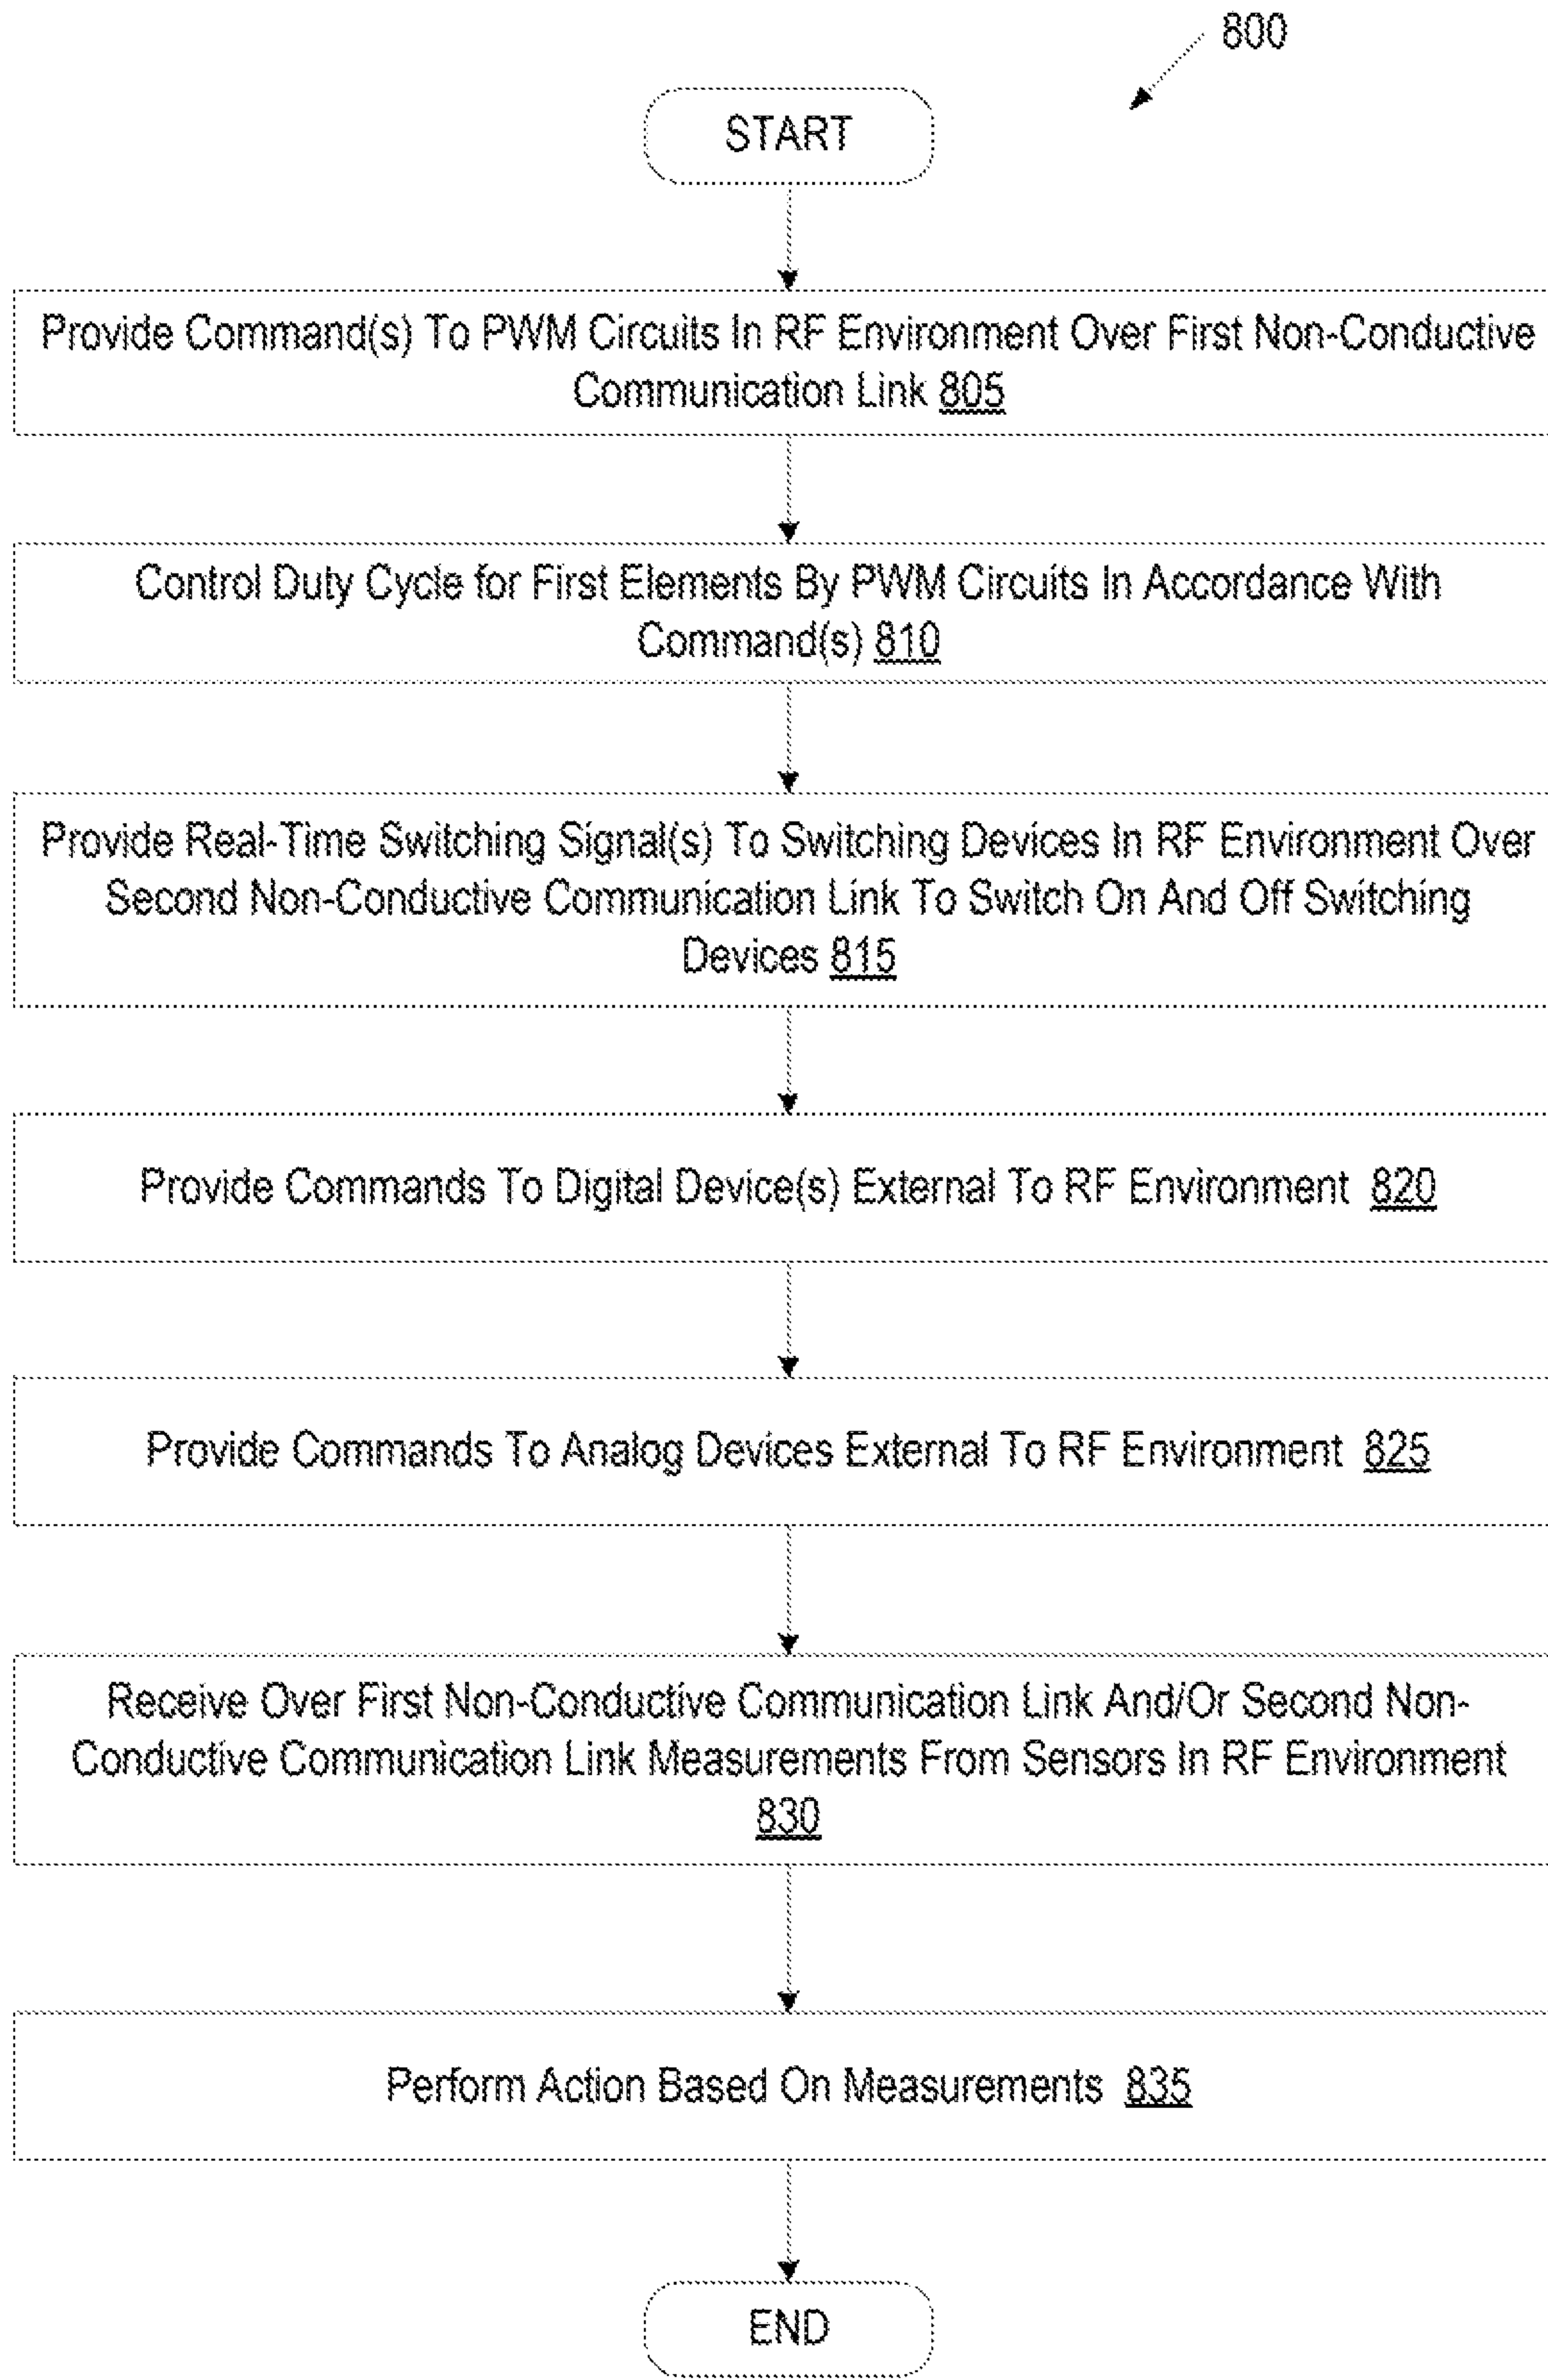 800
START
Provide Command(s) To PWM Circuits In RF Environment Over First Non-Conductive
Communication Link 805
Control Duty Cycle for First Elements By PWM Circuits In Accordance With
Command(s) 810
Provide Real-Time Switching Signal(s) To Switching Devices In RF Environment Over
Second Non-Conductive Communication Link To Switch On And Off Switching
Devices 815
Provide Commands To Digital Device(s) External To RF Environment 820
Provide Commands To Analog Devices External To RF Environment 825
Receive Over First Non-Conductive Communication Link And/Or Second Non-
Conductive Communication Link Measurements From Sensors In RF Environment
830
Perform Action Based On Measurements 835
END